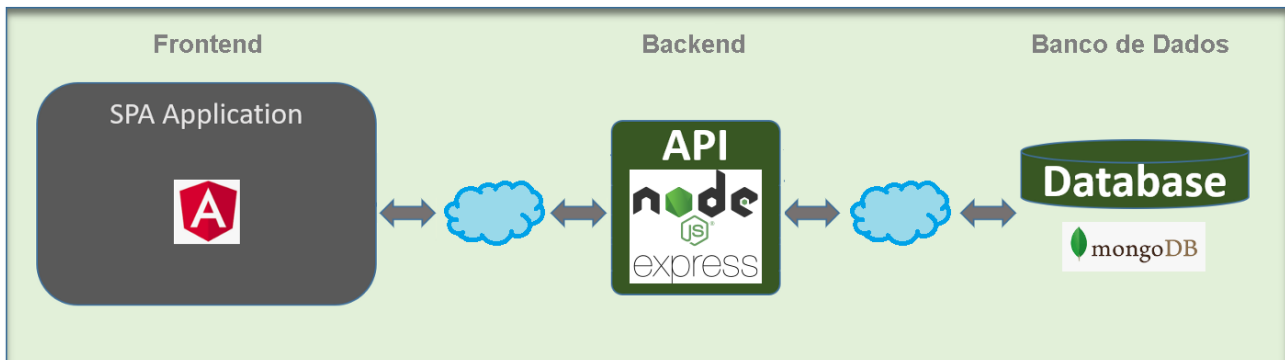 Frontend
Backend
Banco de Dados
SPA Application
A
API
node
JS
express
Database
mongoDB